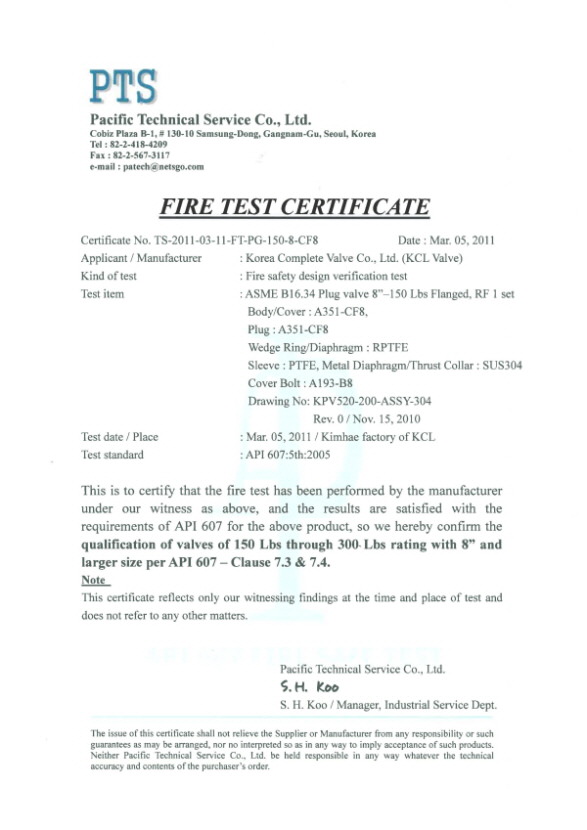 PTS
Pacific Technical Service Co., Ltd.
Cobiz Plaza B-1, # 130-10 Samsung-Dong, Gangnam-Gu, Seoul, Korea
Tel : 82-2-418-4209
Fax : 82-2-567-3117
e-mail : patech@netsgo.com
FIRE TEST CERTIFICATE
Certificate No. TS-2011-03-11-FT-PG-150-8-CF8 Date : Mar. 05, 2011
Applicant / Manufacturer : Korea Complete Valve Co., Ltd. (KCL Valve)
Kind of test : Fire safety design verification test
Test item : ASME B16.34 Plug valve 8”–150 Lbs Flanged, RF 1 set
Body/Cover : A351-CF8,
Plug : A351-CF8
Wedge Ring/Diaphragm : RPTFE
Sleeve : PTFE, Metal Diaphragm/Thrust Collar : SUS304
Cover Bolt : A193-B8
Drawing No: KPV520-200-ASSY-304
Rev. 0 / Nov. 15, 2010
Test date / Place : Mar. 05, 2011 / Kimhae factory of KCL
Test standard : API 607:5th:2005
This is to certify that the fire test has been performed by the manufacturer
under our witness as above, and the results are satisfied with the
requirements of API 607 for the above product, so we hereby confirm the
qualification of valves of 150 Lbs through 300 Lbs rating with 8” and
larger size per API 607 – Clause 7.3 & 7.4.
Note
This certificate reflects only our witnessing findings at the time and place of test and
does not refer to any other matters.
Pacific Technical Service Co., Ltd.
S. H. Koo
S. H. Koo / Manager, Industrial Service Dept.
The issue of this certificate shall not relieve the Supplier or Manufacturer from any responsibility or such
guarantees as may be arranged, nor no interpreted so as in any way to imply acceptance of such products.
Neither Pacific Technical Service Co., Ltd. be held responsible in any way whatever the technical
accuracy and contents of the purchaser's order.